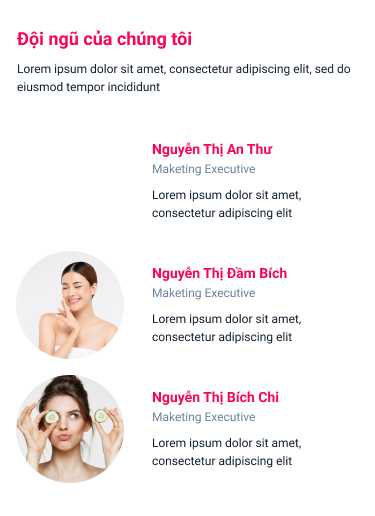 Đội ngũ của chúng tôi
Lorem ipsum dolor sit amet, consectetur adipiscing elit, sed do
eiusmod tempor incididunt
Nguyễn Thị An Thư
Maketing Executive
Lorem ipsum dolor sit amet,
consectetur adipiscing elit
Nguyễn Thị Đầm Bích
Maketing Executive
Lorem ipsum dolor sit amet,
consectetur adipiscing elit
Nguyễn Thị Bích Chi
Maketing Executive
Lorem ipsum dolor sit amet,
consectetur adipiscing elit